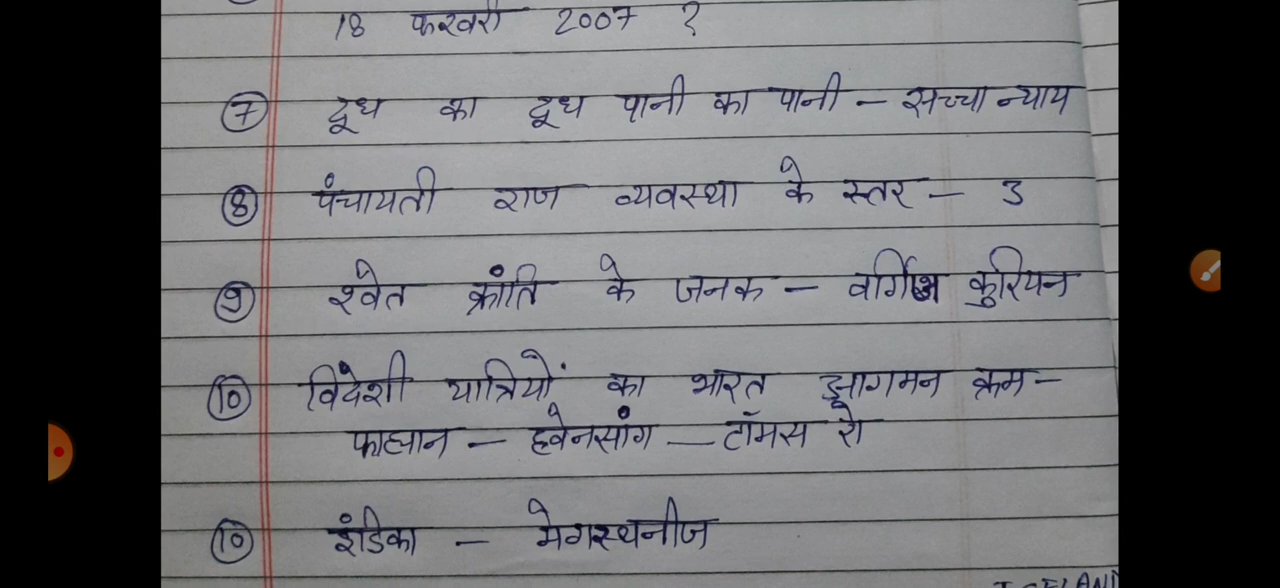 18 फरवरी 2007 ?
7 दूध का दूध पानी का पानी - सच्चा न्याय
8 पंचायती राज व्यवस्था के स्तर - 3
9 श्वेत क्रांति के जनक - वर्गिज कुरियन
10 विदेशी यात्रियों का भारत आगमन क्रम -
फाह्यान - ह्वेनसांग - टॉमस रो
10 इंडिका - मेगस्थनीज
ICELAND